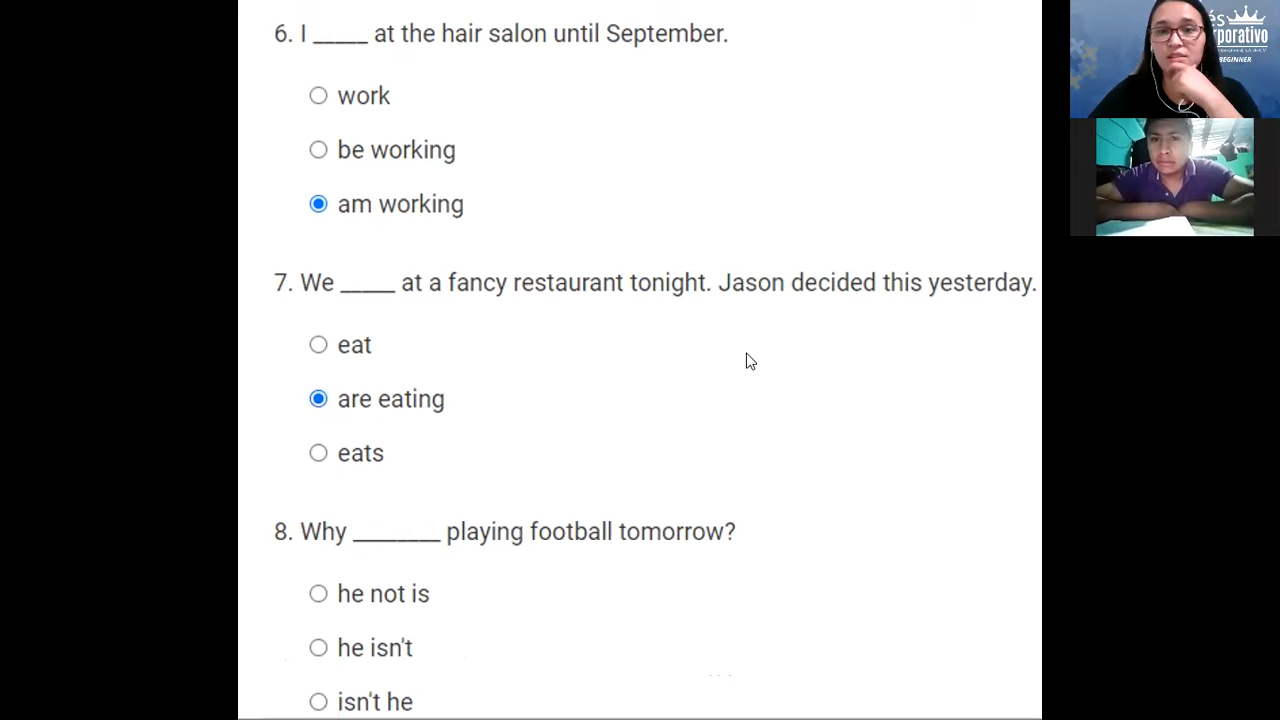 6. I _____ at the hair salon until September.
work
be working
am working
7. We _____ at a fancy restaurant tonight. Jason decided this yesterday.
eat
are eating
eats
8. Why ________ playing football tomorrow?
he not is
he isn't
isn't he
és
rporativo
BEGINNER